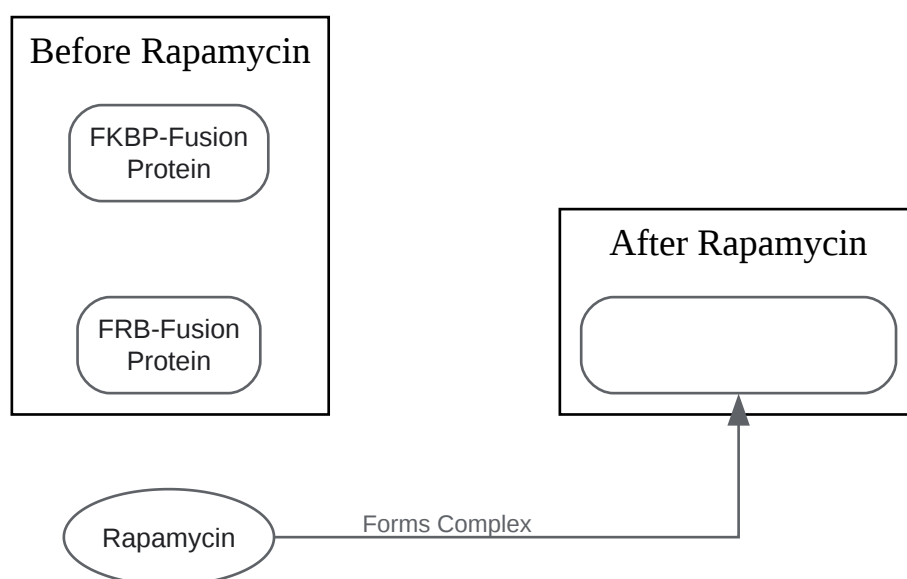 Before Rapamycin
FKBP-Fusion
Protein
FRB-Fusion
Protein
After Rapamycin
Rapamycin
Forms Complex